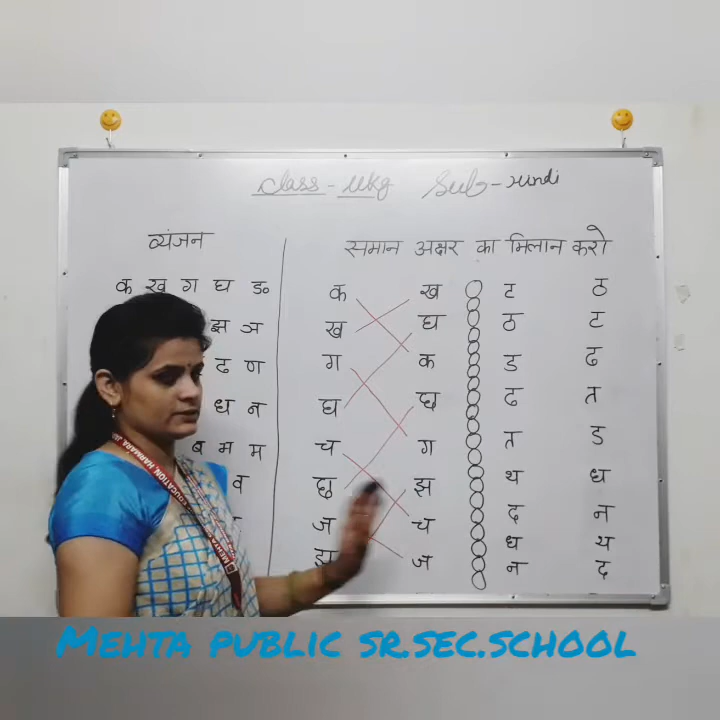 Class - UKG Sub - Hindi
व्यंजन
समान अक्षर का मिलान करो
क ख ग घ ङ
झ ञ
ढ ण
ध न
ब भ म
व
क ख ट ठ
ख घ ठ ट
ग क ड ढ
घ छ ढ त
च ग त ड
छ झ थ ध
ज च द न
झ ज ध थ
न द
MEHTA PUBLIC SR.SEC.SCHOOL